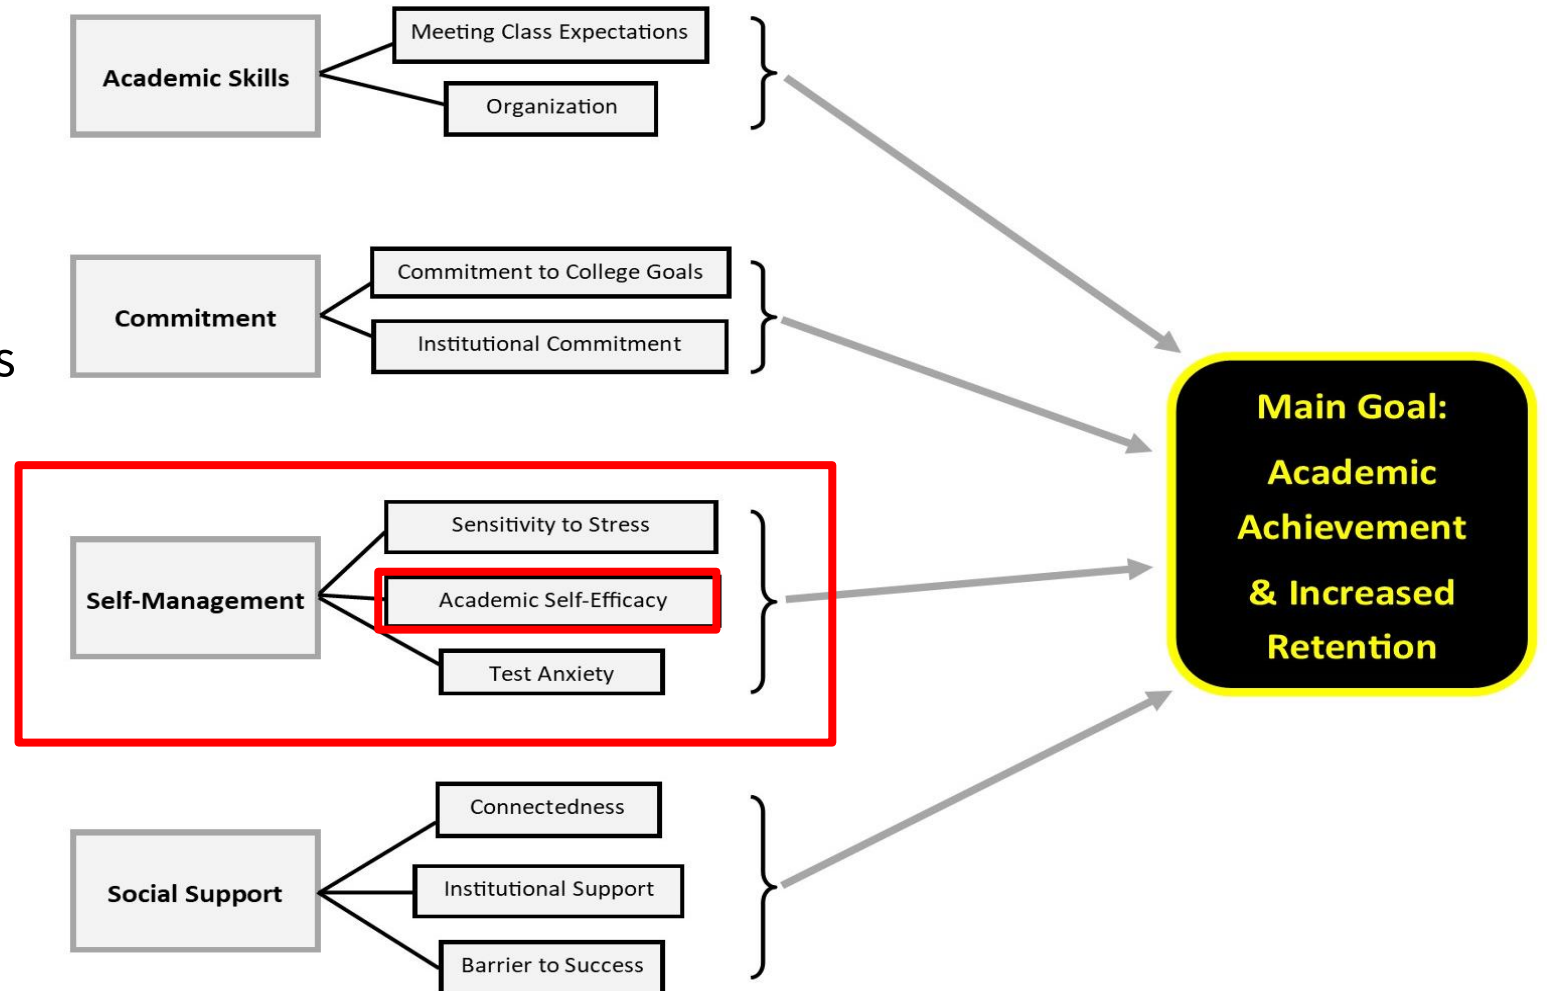 Academic Skills
Meeting Class Expectations
Organization
Commitment
Commitment to College Goals
Institutional Commitment
s
Self-Management
Sensitivity to Stress
Academic Self-Efficacy
Test Anxiety
Social Support
Connectedness
Institutional Support
Barrier to Success
Main Goal:
Academic
Achievement
& Increased
Retention